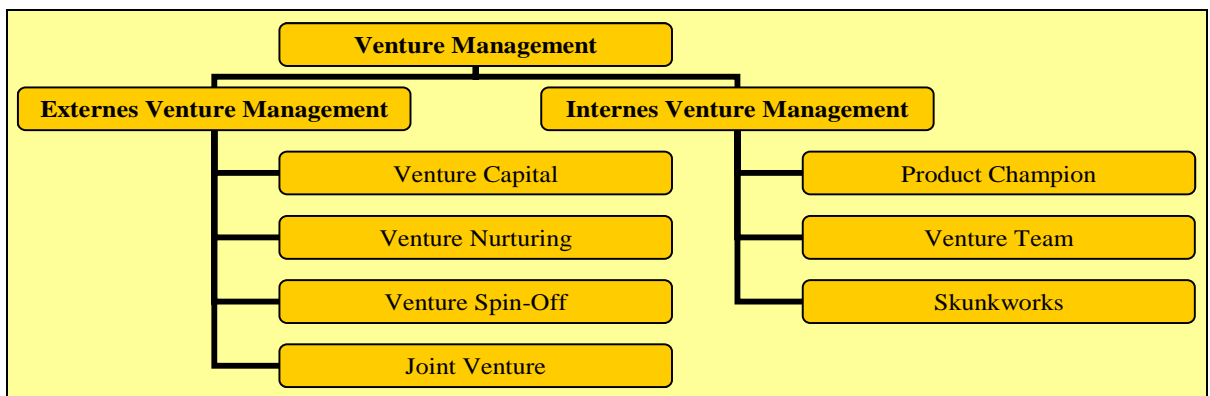 Venture Management
Externes Venture Management
Internes Venture Management
Venture Capital
Product Champion
Venture Nurturing
Venture Team
Venture Spin-Off
Skunkworks
Joint Venture